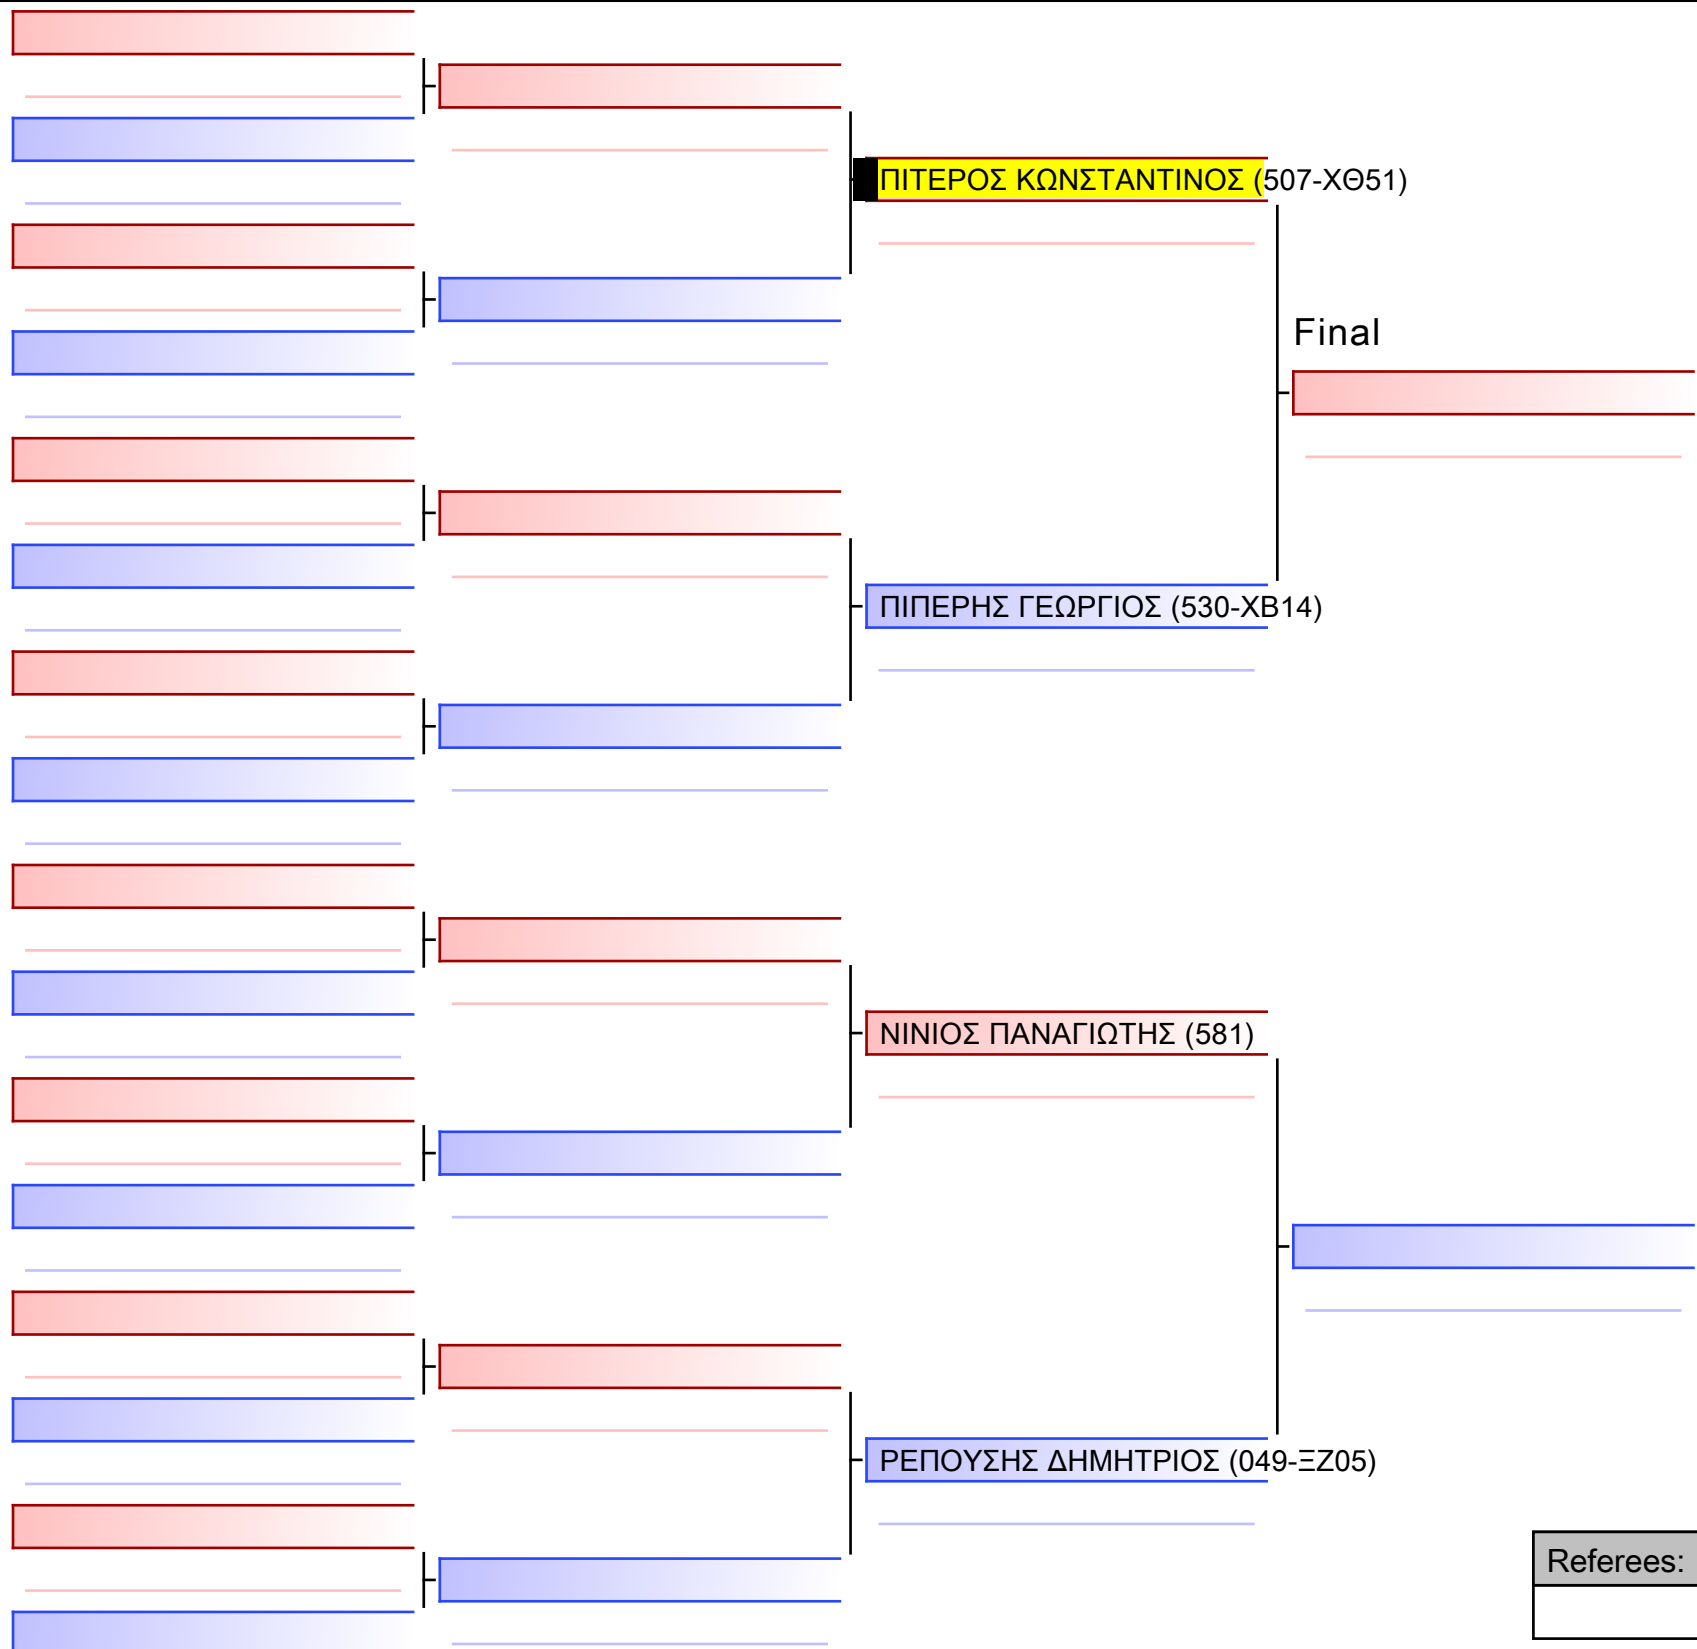 ΠΙΤΕΡΟΣ ΚΩΝΣΤΑΝΤΙΝΟΣ (507-ΧΘ51)
Final
ΠΙΠΕΡΗΣ ΓΕΩΡΓΙΟΣ (530-ΧΒ14)
ΝΙΝΙΟΣ ΠΑΝΑΓΙΩΤΗΣ (581)
ΡΕΠΟΥΣΗΣ ΔΗΜΗΤΡΙΟΣ (049-ΞΖ05)
Referees: